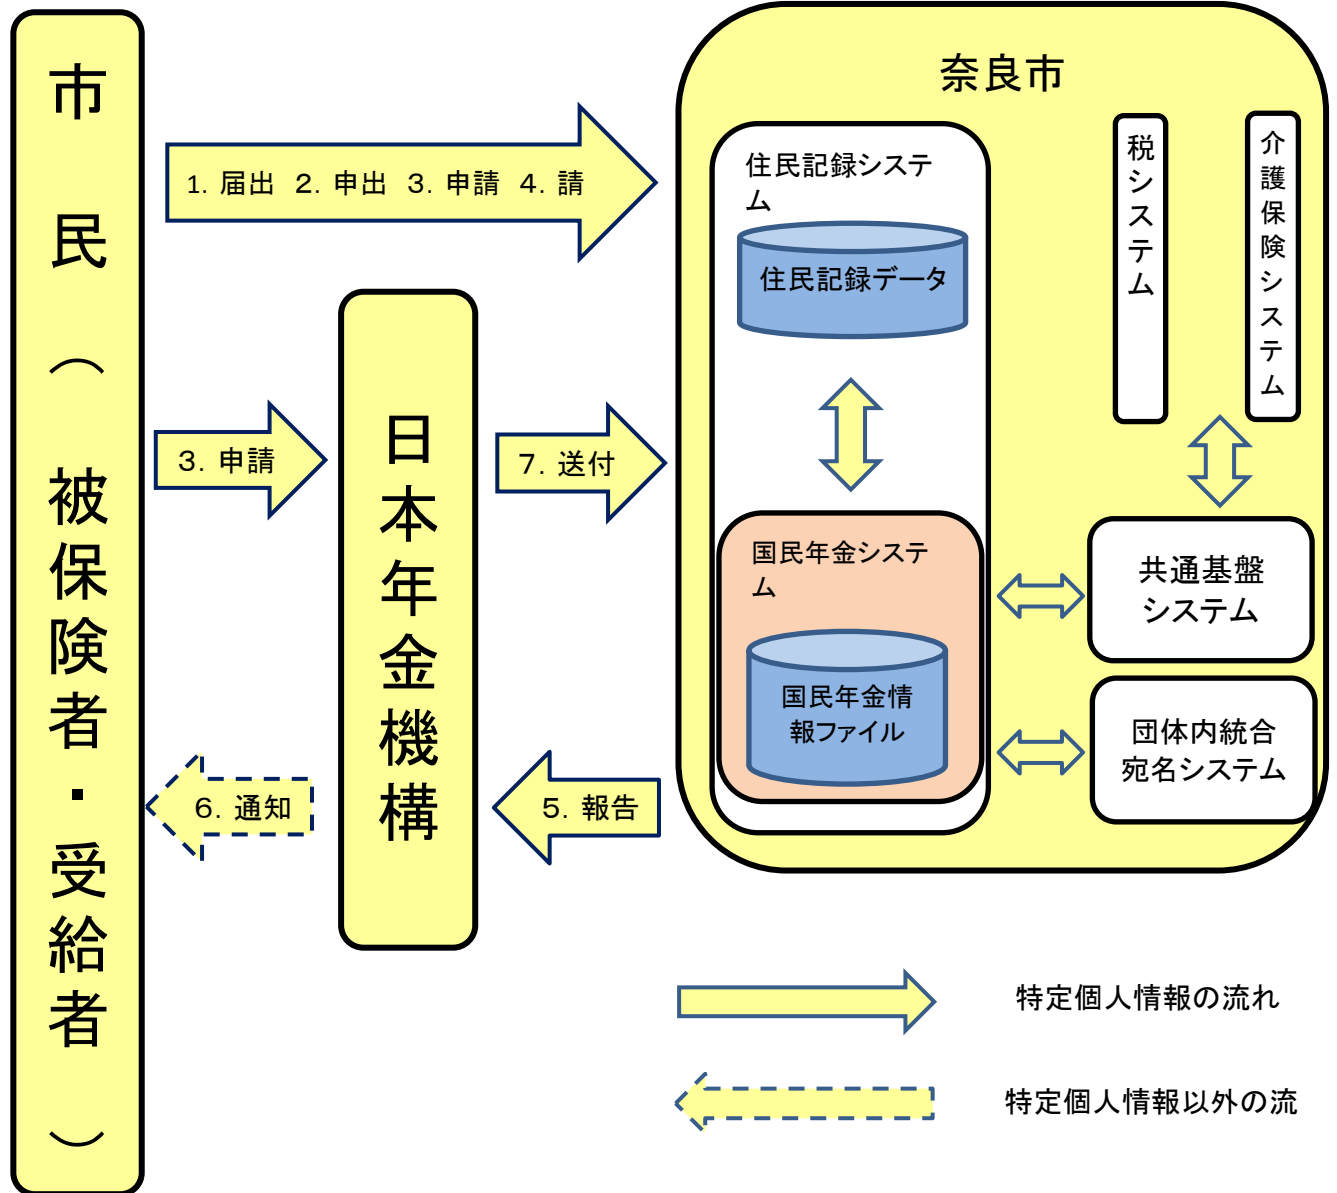 市民（被保険者・受給者）
1．届出　2．申出　3．申請　4．請
3．申請
日本年金機構
7．送付
6．通知
5．報告
奈良市
住民記録システ
ム
住民記録データ
国民年金システ
ム
国民年金情
報ファイル
税システム
介護保険システム
共通基盤
システム
団体内統合
宛名システム
特定個人情報の流れ
特定個人情報以外の流